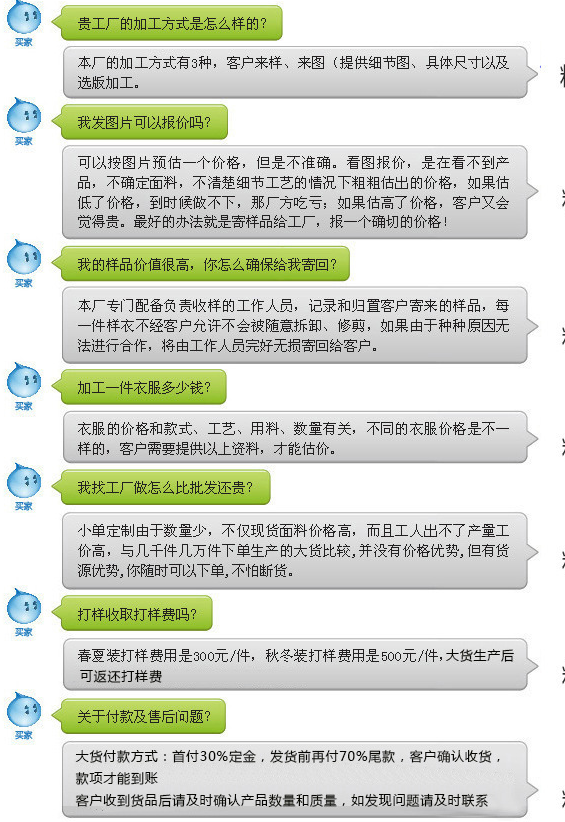 贵工厂的加工方式是怎么样的？
买家
本厂的加工方式有3种，客户来样、来图（提供细节图、具体尺寸以及
选版加工。
我发图片可以报价吗？
买家
可以按图片预估一个价格，但是不准确。看图报价，是在看不到产
品，不确定面料，不清楚细节工艺的情况下粗粗估出的价格，如果估
低了价格，到时候做不下，那厂方吃亏；如果估高了价格，客户又会
觉得贵。最好的办法就是寄样品给工厂，报一个确切的价格！
我的样品价值很高，你怎么确保给我寄回？
买家
本厂专门配备负责收样的工作人员，记录和归置客户寄来的样品，每
一件样衣不经客户允许不会被随意拆卸、修剪，如果由于种种原因无
法进行合作，将由工作人员完好无损寄回给客户。
加工一件衣服多少钱？
买家
衣服的价格和款式、工艺、用料、数量有关，不同的衣服价格是不一
样的，客户需要提供以上资料，才能估价。
我找工厂做怎么比批发还贵？
买家
小单定制由于数量少，不仅现货面料价格高，而且工人出不了产量工
价高，与几千件几万件下单生产的大货比较,并没有价格优势,但有货
源优势,你随时可以下单,不怕断货。
打样收取打样费吗？
买家
春夏装打样费用是300元/件，秋冬装打样费用是500元/件，大货生产后
可返还打样费
关于付款及售后问题？
买家
大货付款方式：首付30%定金，发货前再付70%尾款，客户确认收货，
款项才能到账
客户收到货品后请及时确认产品数量和质量，如发现问题请及时联系